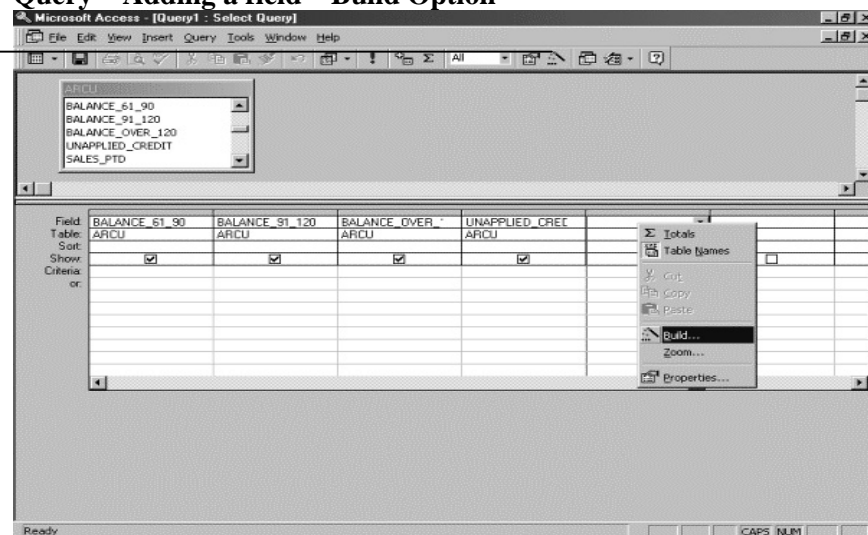 Query – Adding a field – Build Option
Microsoft Access - [Query1 : Select Query]
File Edit View Insert Query Tools Window Help
All
ARCU
BALANCE_61_90
BALANCE_91_120
BALANCE_OVER_120
UNAPPLIED_CREDIT
SALES_PTD
Field: BALANCE_61_90 BALANCE_91_120 BALANCE_OVER_' UNAPPLIED_CREC
Table: ARCU ARCU ARCU ARCU
Sort:
Show:
Criteria:
or:
Σ Totals
Table Names
Cut
Copy
Paste
Build...
Zoom...
Properties...
Ready CAPS NUM